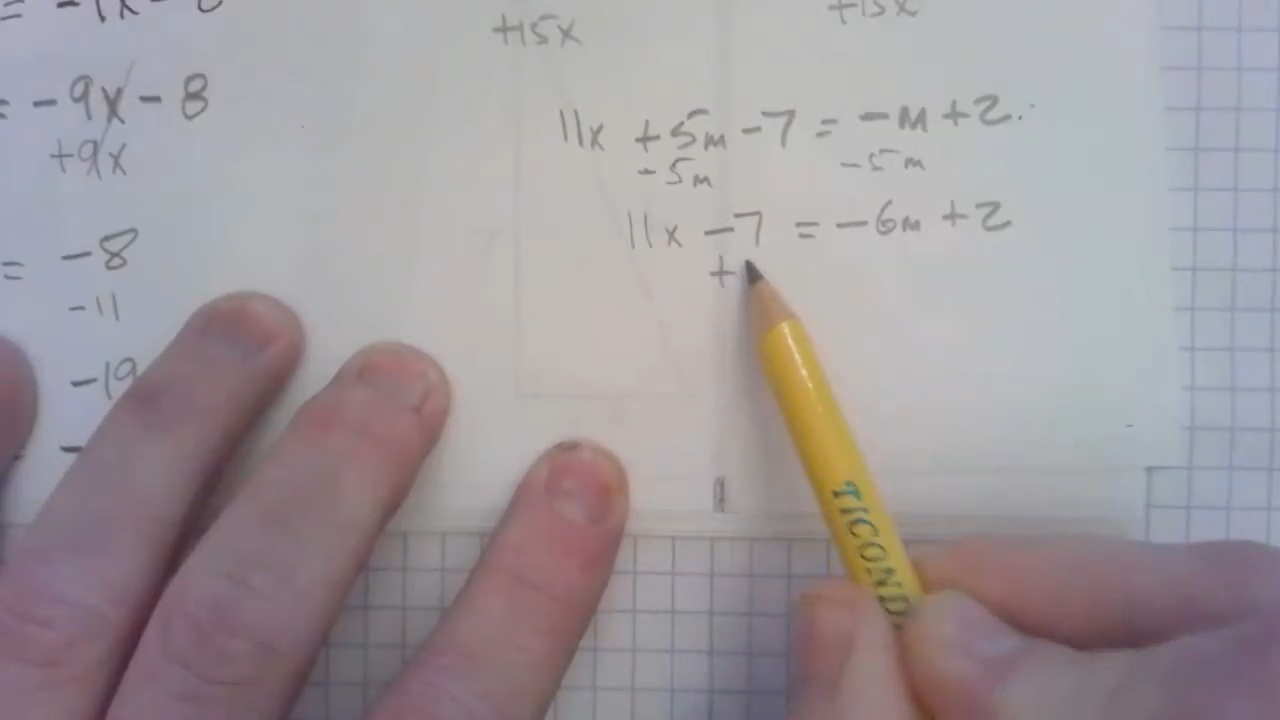 = -9x - 8
+9x
= -8
-11
-19
+15x
+15x
11x +5m -7 = -m +2
-5m
-5m
11x -7 = -6m +2
+
TICOND